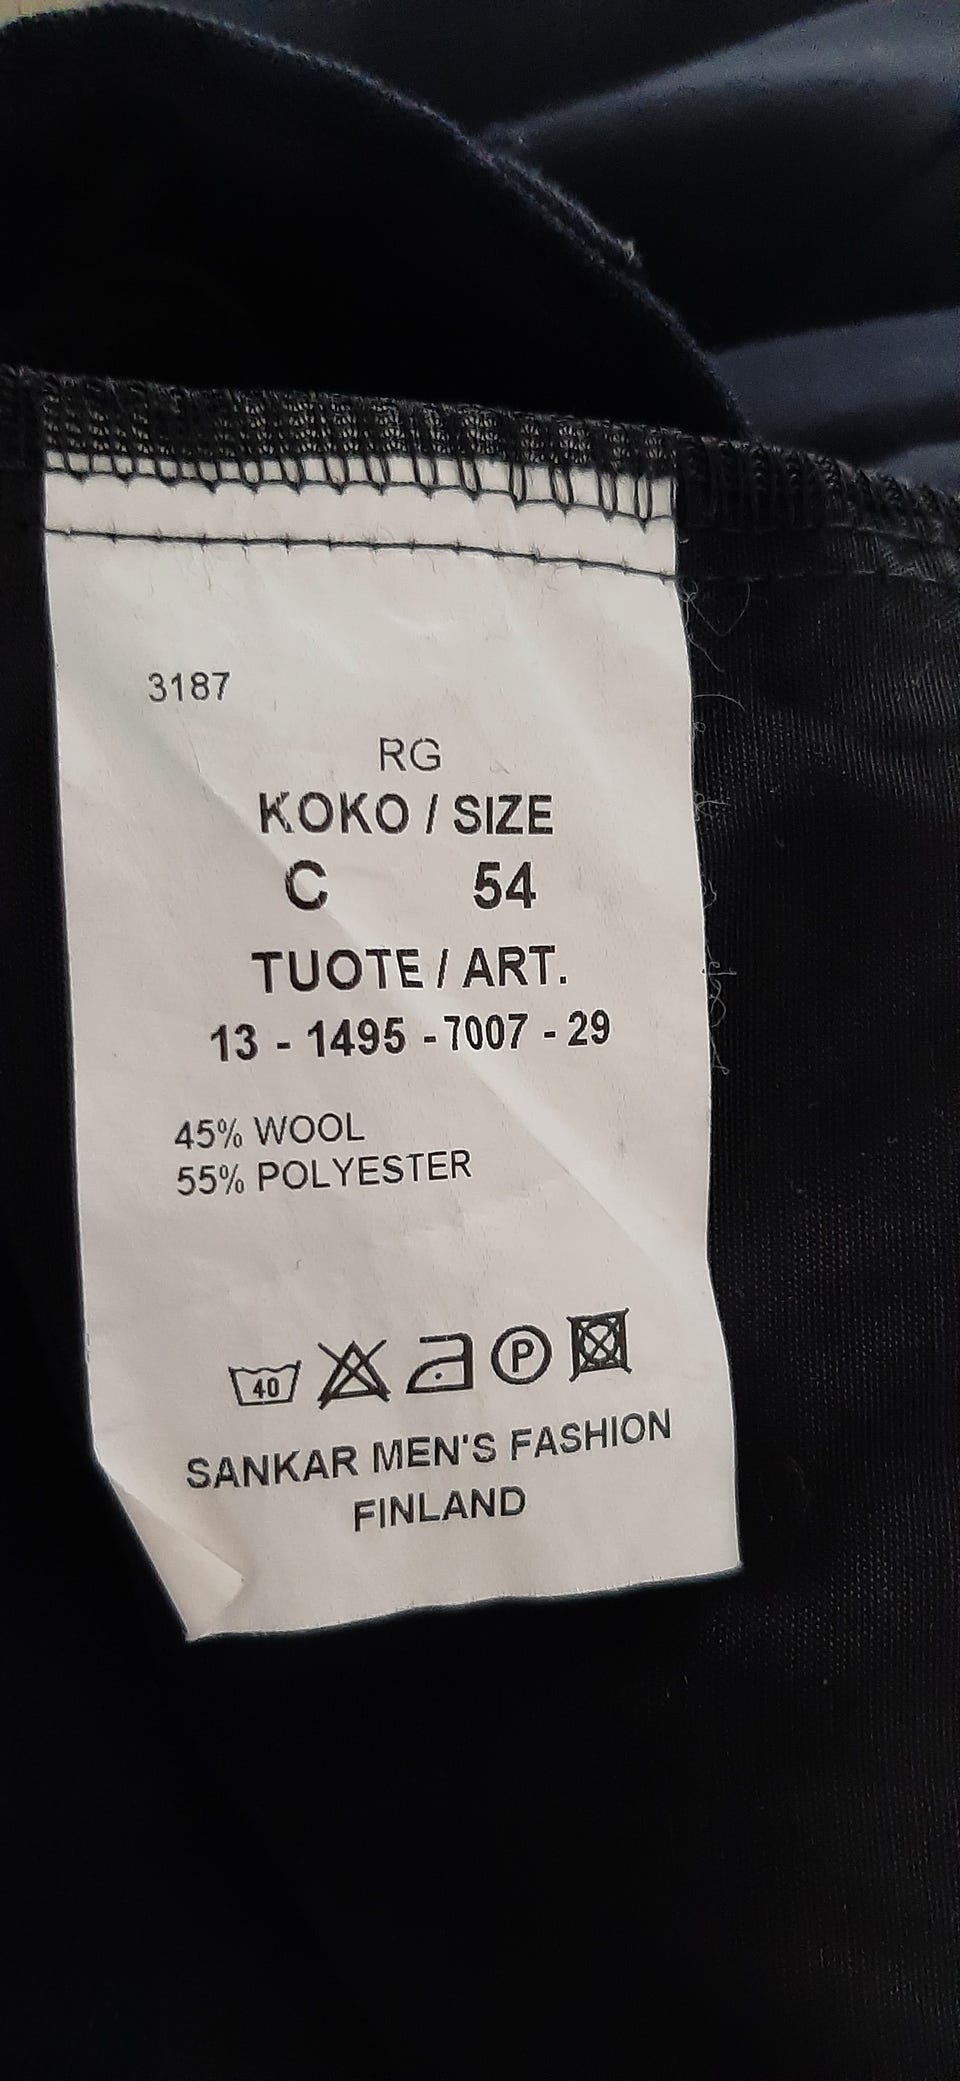 3187
RG
KOKO / SIZE
C 54
TUOTE / ART.
13 - 1495 - 7007 - 29
45% WOOL
55% POLYESTER
40 P
SANKAR MEN'S FASHION
FINLAND